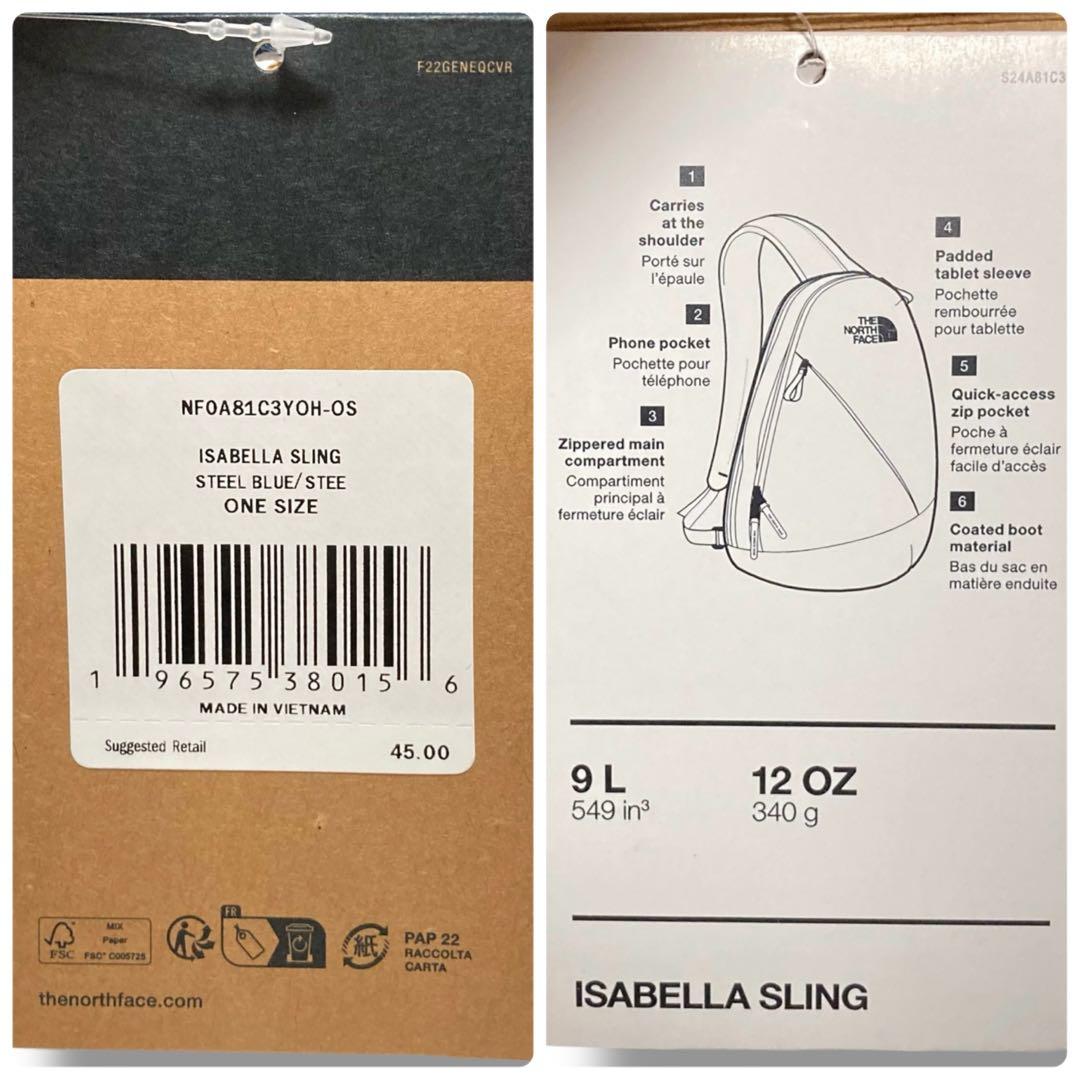 F22GENEQCVR
NF0A81C3YOH-OS
ISABELLA SLING
STEEL BLUE/STEE
ONE SIZE
1 96575 38015 6
MADE IN VIETNAM
Suggested Retail 45.00
MIX
Paper
FSC
FSC® C005725
FR
紙
PAP 22
RACCOLTA
CARTA
thenorthface.com
S24A81C3
1
Carries
at the
shoulder
Porté sur
l'épaule
2
Phone pocket
Pochette pour
téléphone
3
Zippered main
compartment
Compartiment
principal à
fermeture éclair
THE
NORTH
FACE
4
Padded
tablet sleeve
Pochette
rembourrée
pour tablette
5
Quick-access
zip pocket
Poche à
fermeture éclair
facile d'accès
6
Coated boot
material
Bas du sac en
matière enduite
9 L
549 in³
12 OZ
340 g
ISABELLA SLING